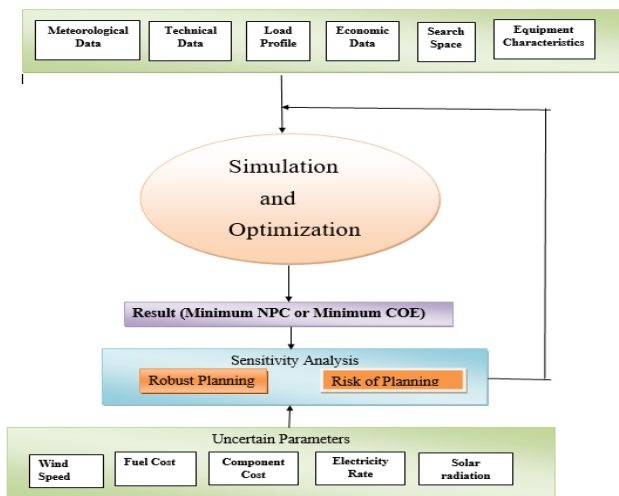 Meteorological Data
Technical Data
Load Profile
Economic Data
Search Space
Equipment Characteristics
Simulation
and
Optimization
Result (Minimum NPC or Minimum COE)
Sensitivity Analysis
Robust Planning
Risk of Planning
Uncertain Parameters
Wind Speed
Fuel Cost
Component Cost
Electricity Rate
Solar radiation